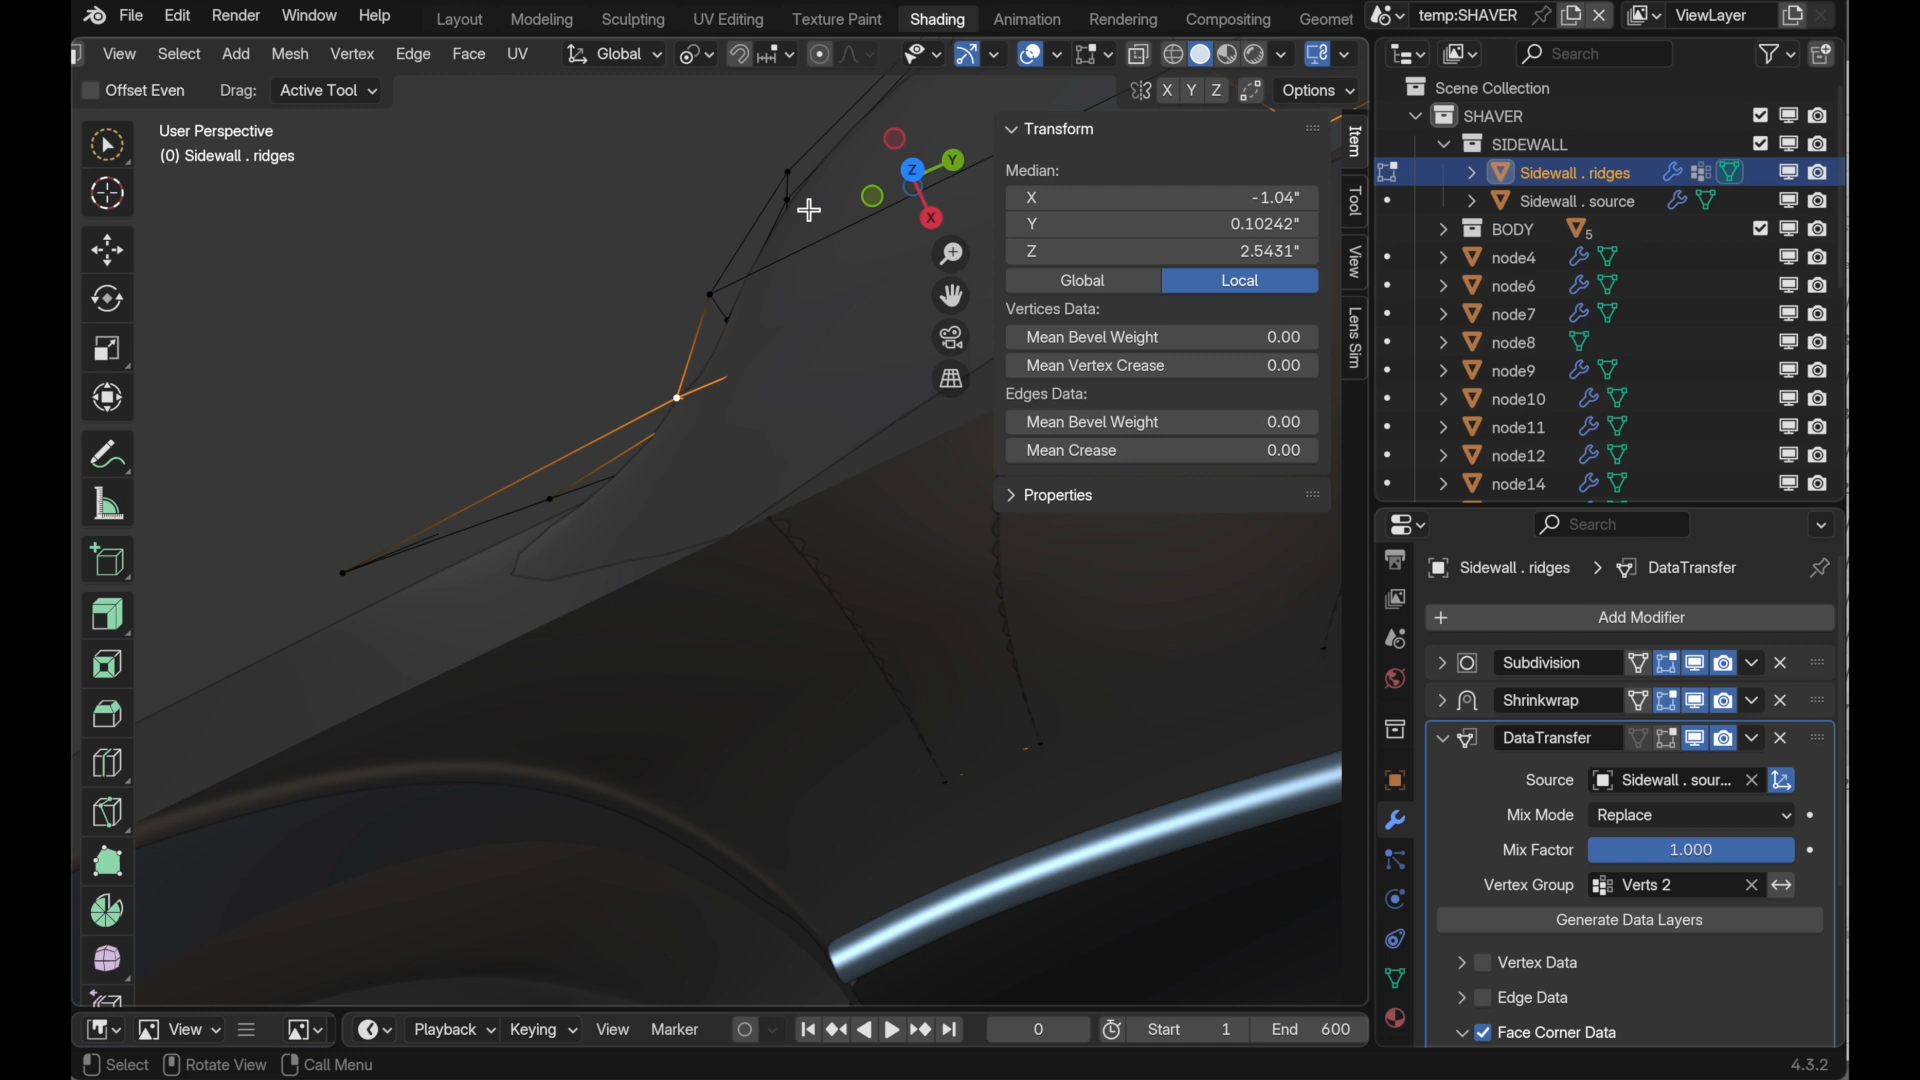 File Edit Render Window Help Layout Modeling Sculpting UV Editing Texture Paint Shading Animation Rendering Compositing Geomet temp:SHAVER ViewLayer
View Select Add Mesh Vertex Edge Face UV Global Search
Offset Even Drag: Active Tool X Y Z Options
User Perspective
(0) Sidewall . ridges
Z Y X
Transform
Median:
X -1.04"
Y 0.10242"
Z 2.5431"
Global Local
Vertices Data:
Mean Bevel Weight 0.00
Mean Vertex Crease 0.00
Edges Data:
Mean Bevel Weight 0.00
Mean Crease 0.00
Properties
Item
Tool
View
Lens Sim
Scene Collection
SHAVER
SIDEWALL
Sidewall . ridges
Sidewall . source
BODY 5
node4
node6
node7
node8
node9
node10
node11
node12
node14
Search
Sidewall . ridges > DataTransfer
Add Modifier
Subdivision
Shrinkwrap
DataTransfer
Source Sidewall . sour...
Mix Mode Replace
Mix Factor 1.000
Vertex Group Verts 2
Generate Data Layers
Vertex Data
Edge Data
Face Corner Data
View Playback Keying View Marker 0 Start 1 End 600
Select Rotate View Call Menu 4.3.2